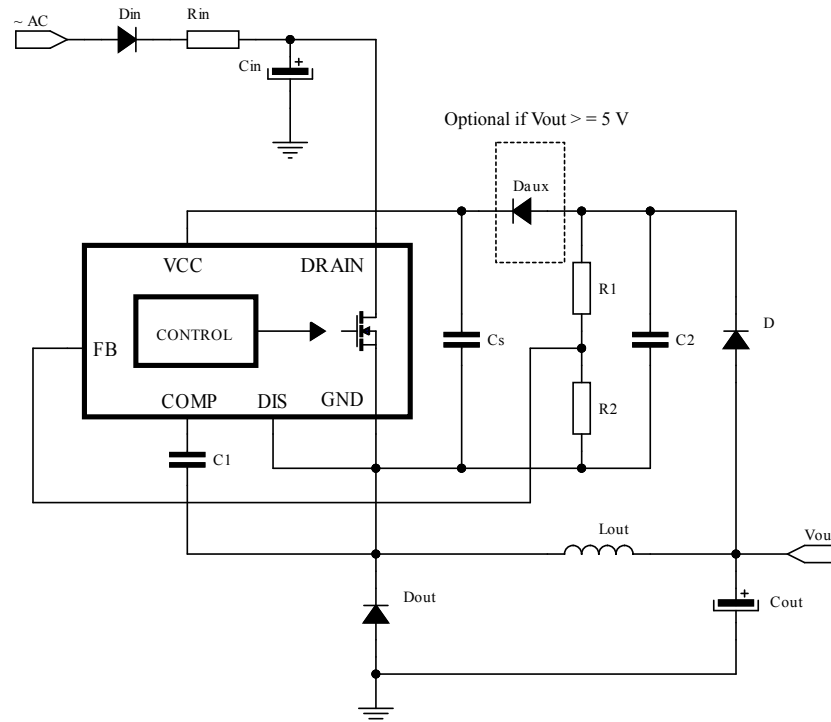 ~ AC
Din
Rin
Cin
+
Optional if Vout > = 5 V
Daux
VCC
DRAIN
R1
CONTROL
FB
Cs
C2
D
COMP
DIS
GND
R2
C1
Lout
Vou
Dout
+
Cout